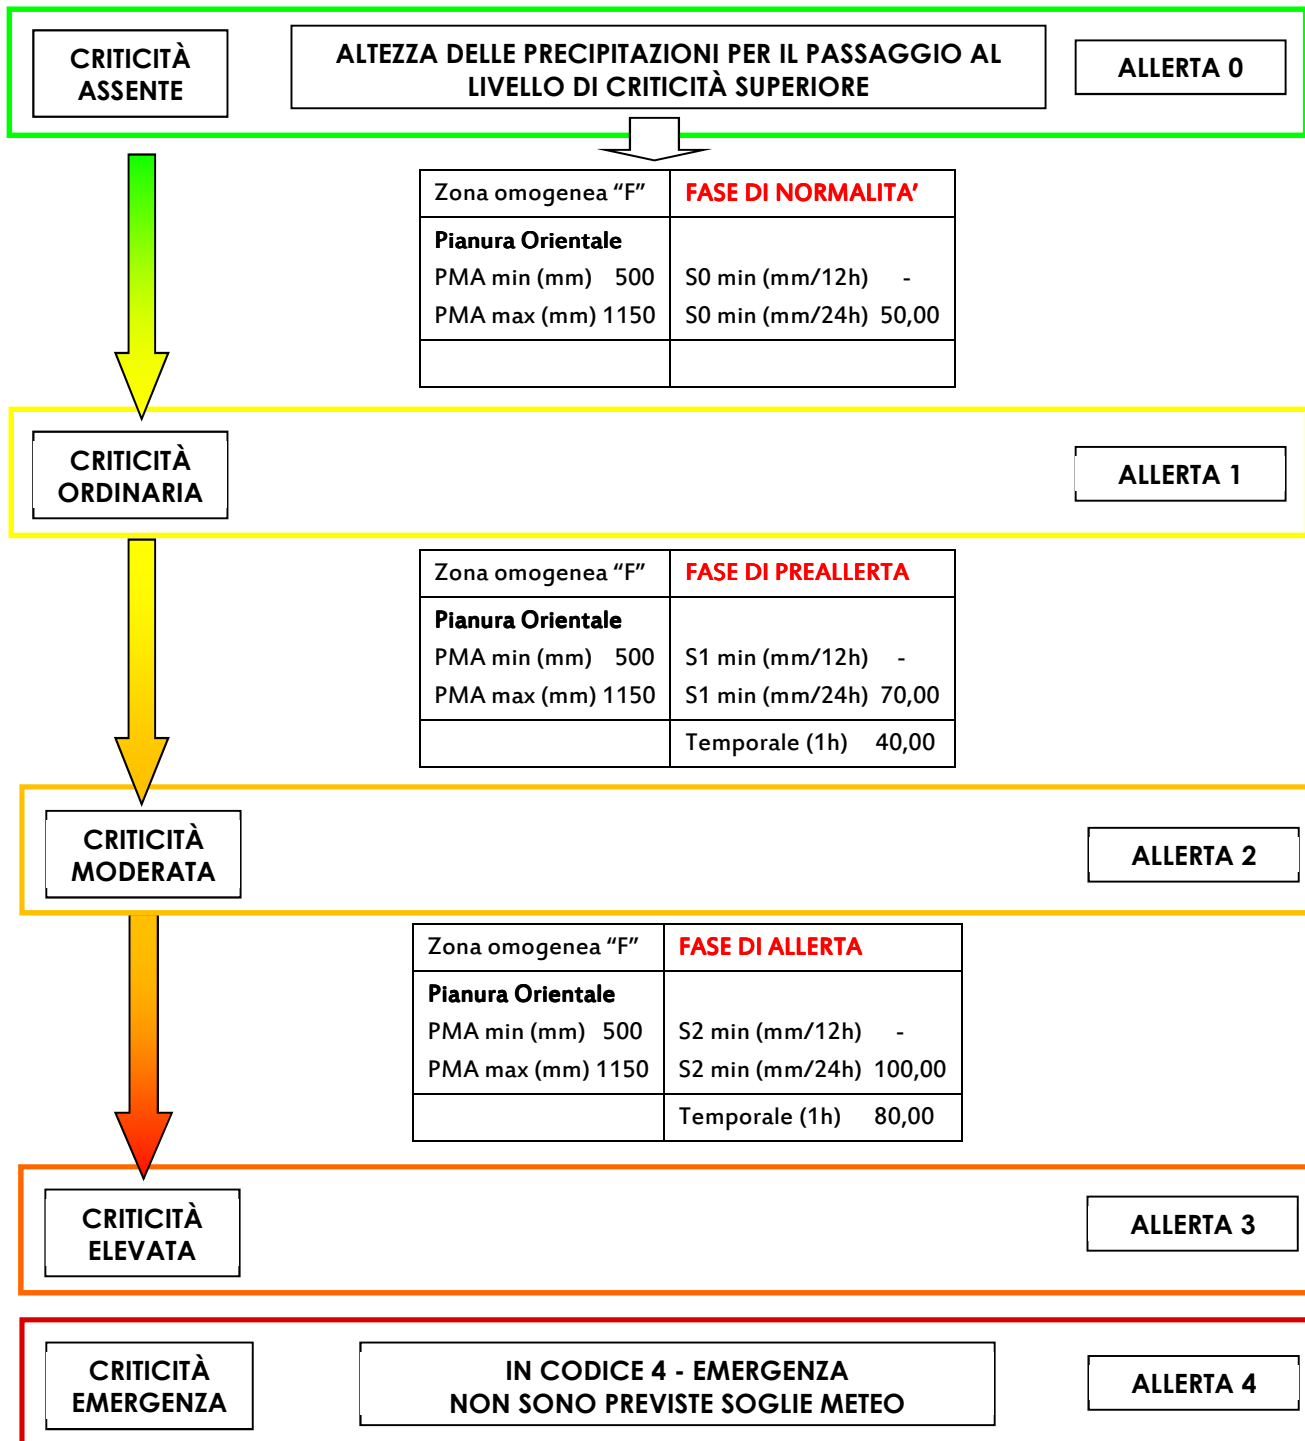 CRITICITÀ
ASSENTE
ALTEZZA DELLE PRECIPITAZIONI PER IL PASSAGGIO AL
LIVELLO DI CRITICITÀ SUPERIORE
ALLERTA 0
Zona omogenea “F”
FASE DI NORMALITA’
Pianura Orientale
PMA min (mm) 500
S0 min (mm/12h) -
PMA max (mm) 1150
S0 min (mm/24h) 50,00
CRITICITÀ
ORDINARIA
ALLERTA 1
Zona omogenea “F”
FASE DI PREALLERTA
Pianura Orientale
PMA min (mm) 500
S1 min (mm/12h) -
PMA max (mm) 1150
S1 min (mm/24h) 70,00
Temporale (1h) 40,00
CRITICITÀ
MODERATA
ALLERTA 2
Zona omogenea “F”
FASE DI ALLERTA
Pianura Orientale
PMA min (mm) 500
S2 min (mm/12h) -
PMA max (mm) 1150
S2 min (mm/24h) 100,00
Temporale (1h) 80,00
CRITICITÀ
ELEVATA
ALLERTA 3
CRITICITÀ
EMERGENZA
IN CODICE 4 - EMERGENZA
NON SONO PREVISTE SOGLIE METEO
ALLERTA 4